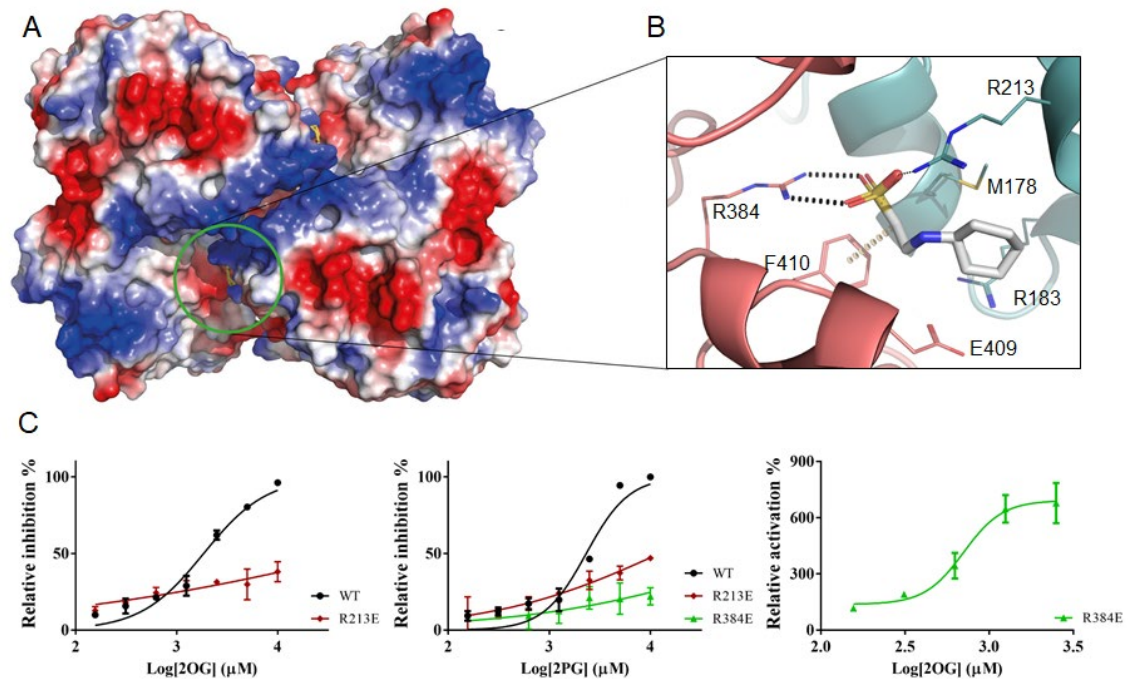 A
B
R213
M178
R384
F410
R183
E409
C
Relative inhibition %
100
50
0
2
3
4
Log[2OG] (μM)
WT
R213E
Relative inhibition %
100
50
0
2
3
4
Log[2PG] (μM)
WT
R213E
R384E
Relative activation %
900
600
300
0
2.0
2.5
3.0
3.5
Log[2OG] (μM)
R384E